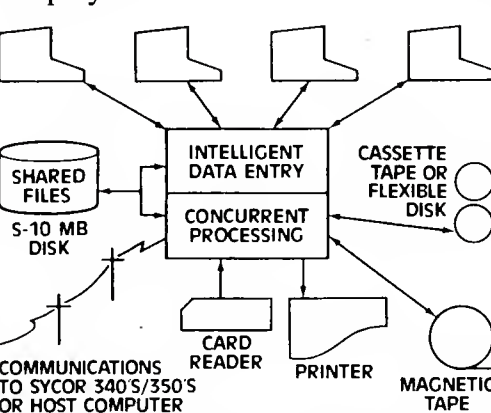 INTELLIGENT
DATA ENTRY
CONCURRENT
PROCESSING
SHARED
FILES
S-10 MB
DISK
CASSETTE
TAPE OR
FLEXIBLE
DISK
CARD
READER
PRINTER
MAGNETIC
TAPE
COMMUNICATIONS
TO SYCOR 340'S/350'S
OR HOST COMPUTER